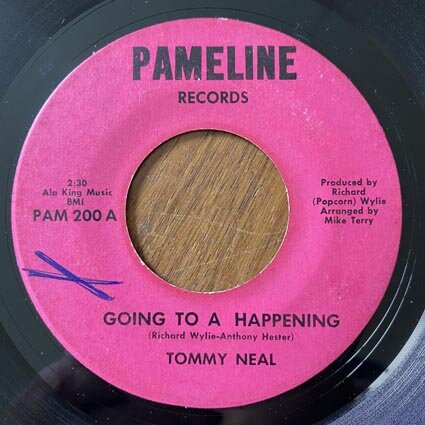 PAMELINE
RECORDS
2:30
Ala King Music
BMI
PAM 200 A
Produced by
Richard
(Popcorn) Wylie
Arranged by
Mike Terry
GOING TO A HAPPENING
(Richard Wylie-Anthony Hester)
TOMMY NEAL